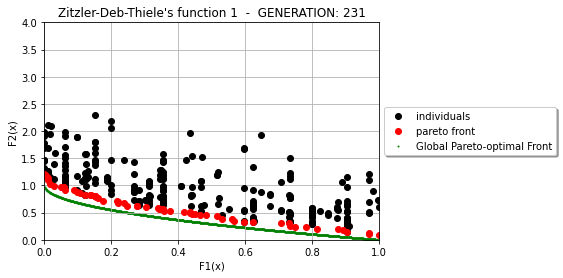 Zitzler-Deb-Thiele's function 1 - GENERATION: 231
4.0
3.5
3.0
2.5
2.0
1.5
1.0
0.5
0.0
F2(x)
0.0 0.2 0.4 0.6 0.8 1.0
F1(x)
individuals
pareto front
Global Pareto-optimal Front